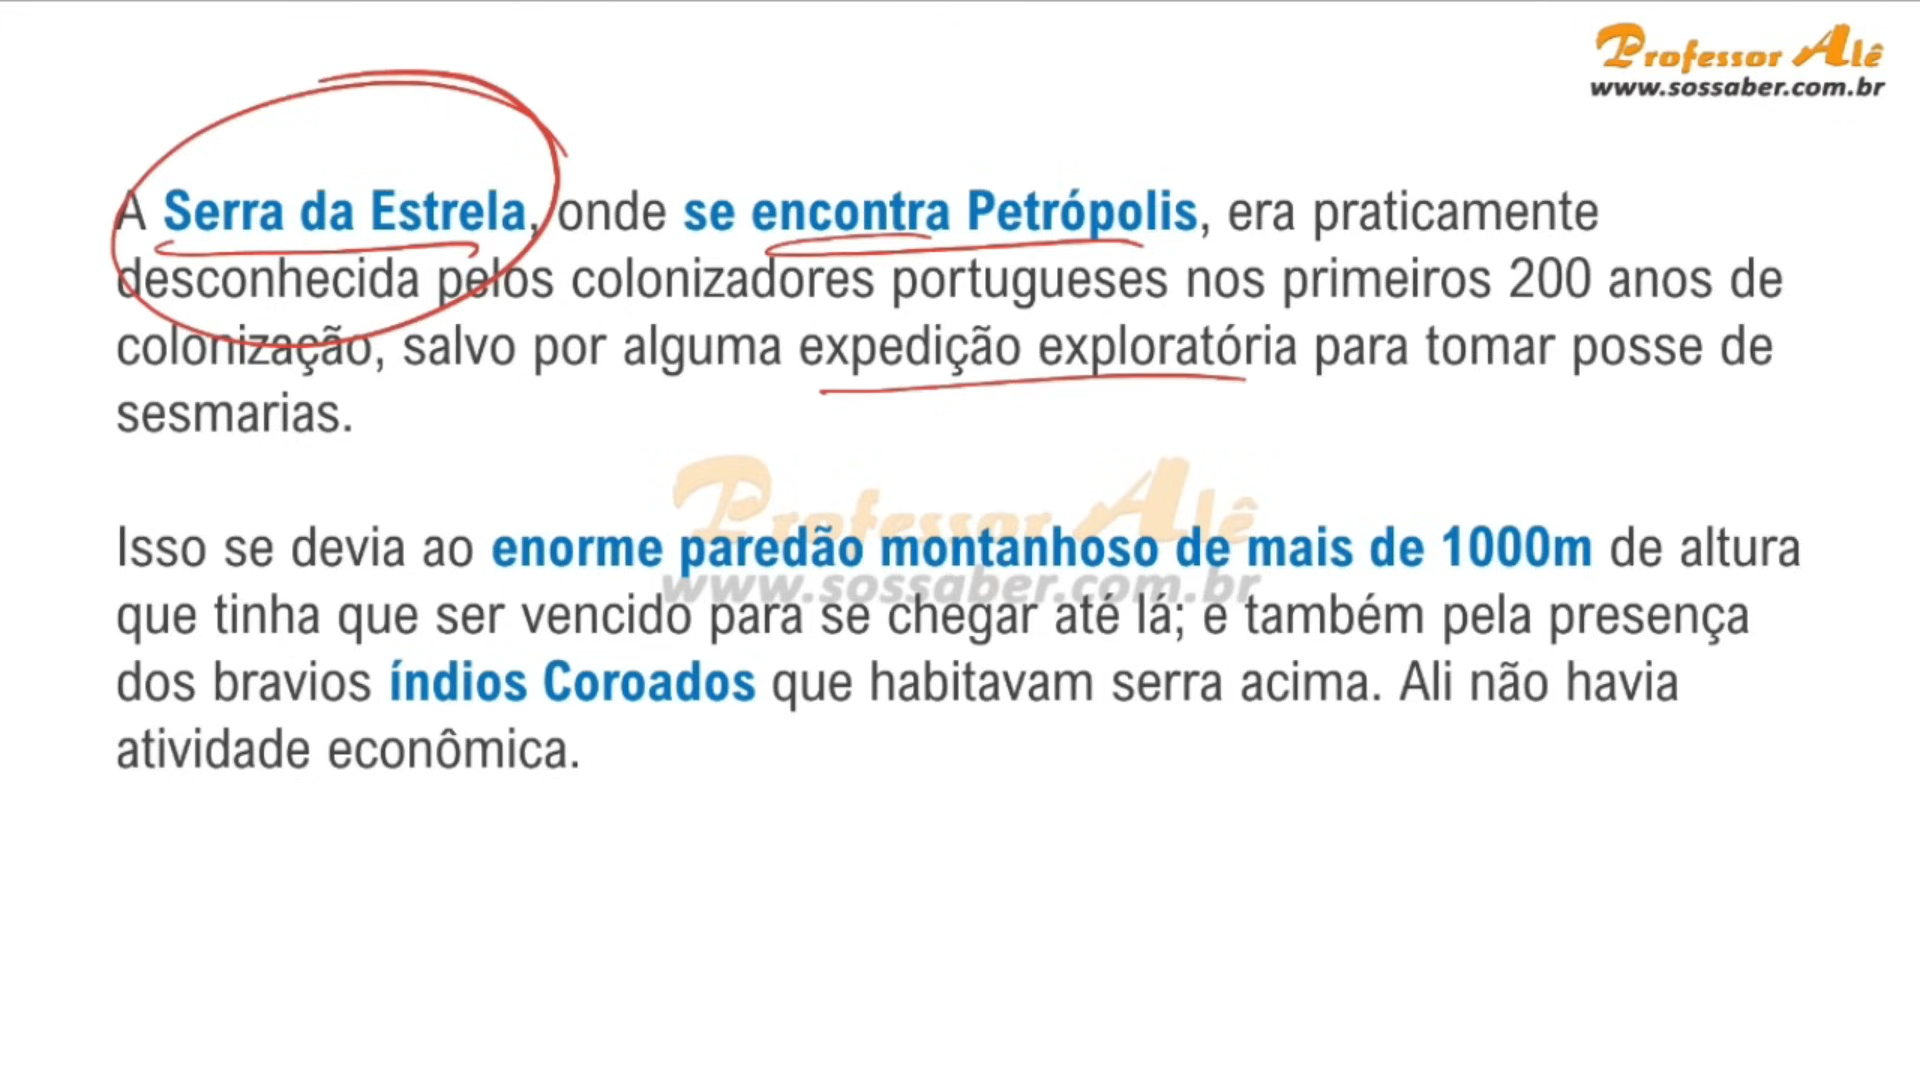 Professor Alê
www.sossaber.com.br
A Serra da Estrela, onde se encontra Petrópolis, era praticamente
desconhecida pelos colonizadores portugueses nos primeiros 200 anos de
colonização, salvo por alguma expedição exploratória para tomar posse de
sesmarias.
Professor Alê
www.sossaber.com.br
Isso se devia ao enorme paredão montanhoso de mais de 1000m de altura
que tinha que ser vencido para se chegar até lá; e também pela presença
dos bravios índios Coroados que habitavam serra acima. Ali não havia
atividade econômica.